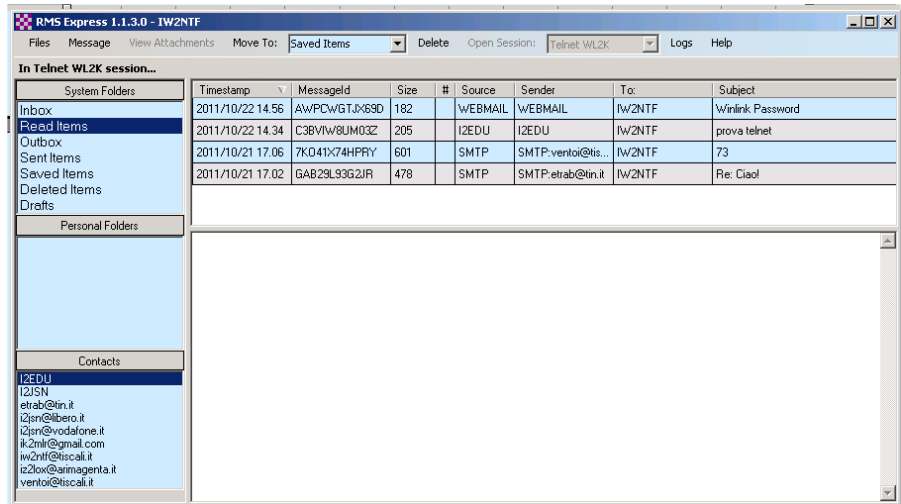 RMS Express 1.1.3.0 - IW2NTF
Files Message View Attachments Move To: Saved Items Delete Open Session: Telnet WL2K Logs Help
In Telnet WL2K session...
System Folders
Inbox
Read Items
Outbox
Sent Items
Saved Items
Deleted Items
Drafts
Personal Folders
Contacts
I2EDU
I2JSN
etrab@tin.it
i2jsn@libero.it
i2jsn@vodafone.it
ik2mlr@gmail.com
iw2ntf@tiscali.it
iz2lox@arimagenta.it
ventoi@tiscali.it
Timestamp MessageId Size # Source Sender To: Subject
2011/10/22 14.56 AWPCWGTJX69D 182 WEBMAIL WEBMAIL IW2NTF Winlink Password
2011/10/22 14.34 C3BVIW8UM03Z 205 I2EDU I2EDU IW2NTF prova telnet
2011/10/21 17.06 7KO41X74HPRY 601 SMTP SMTP:ventoi@tis... IW2NTF 73
2011/10/21 17.02 GAB29L93G2JR 478 SMTP SMTP:etrab@tin.it IW2NTF Re: Ciao!